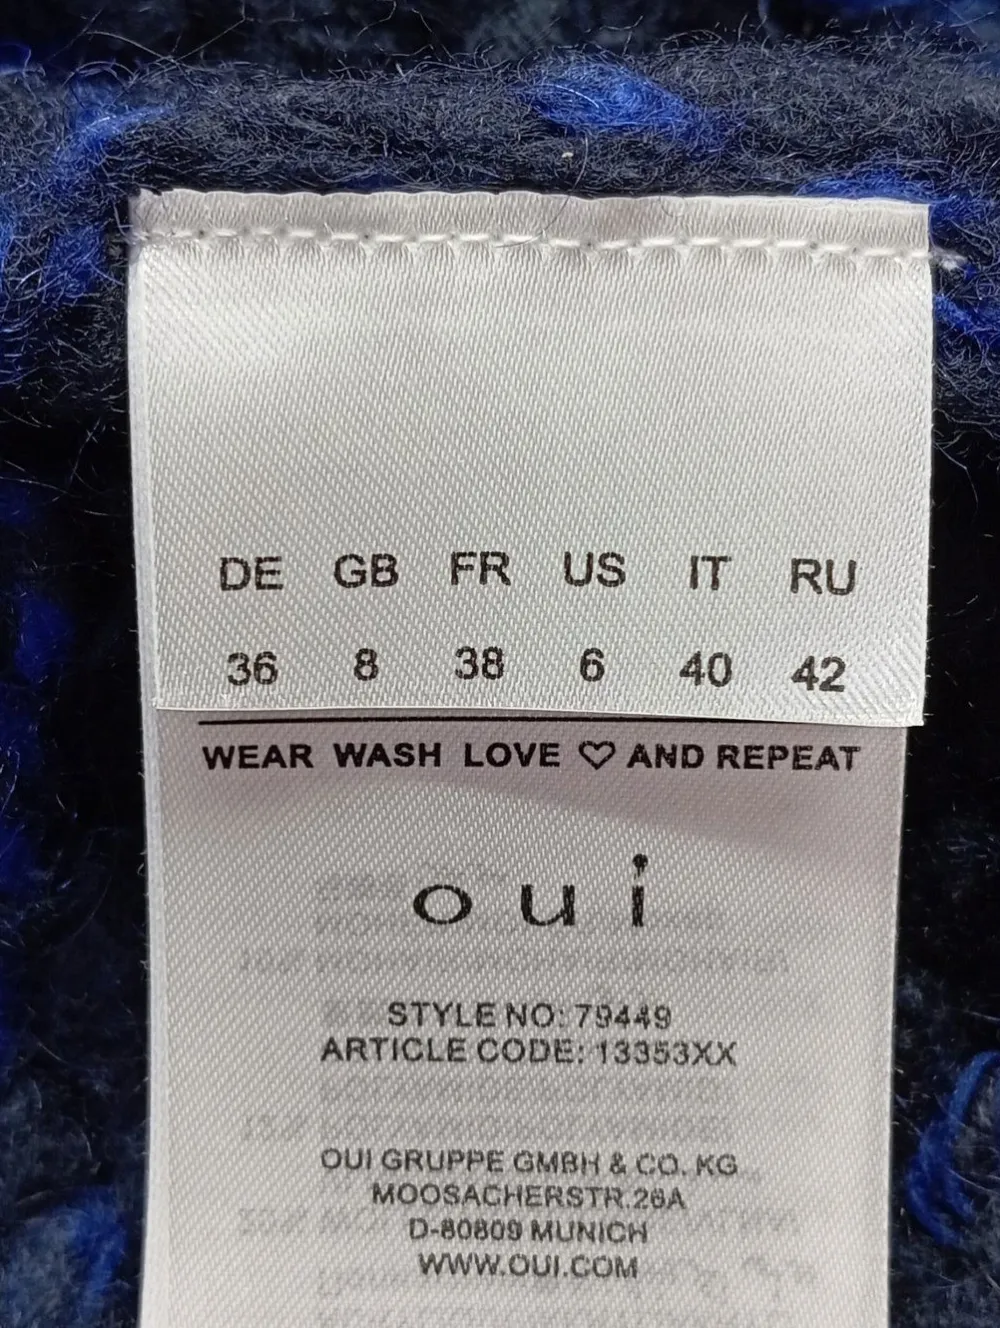 DE GB FR US IT RU
36 8 38 6 40 42
WEAR WASH LOVE ♡ AND REPEAT
oui
STYLE NO: 79449
ARTICLE CODE: 13353XX
OUI GRUPPE GMBH & CO. KG
MOOSACHERSTR.26A
D-80809 MUNICH
WWW.OUI.COM